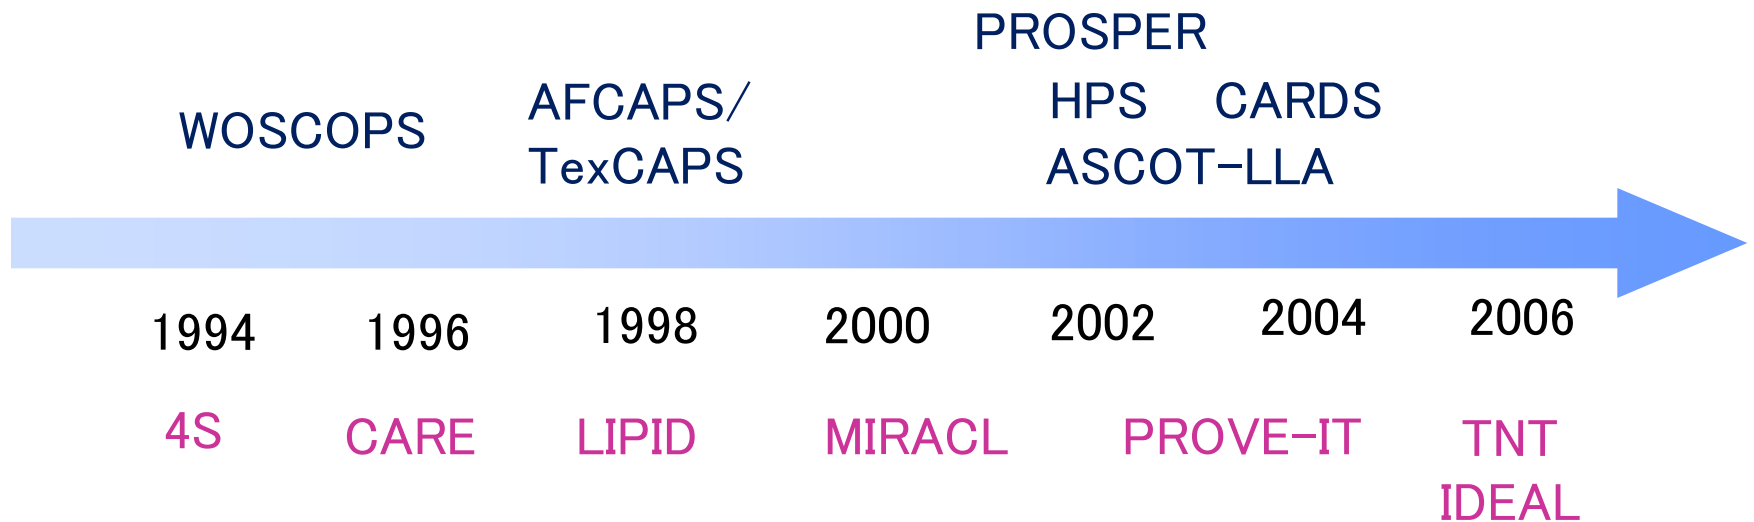 PROSPER
AFCAPS/
HPS CARDS
WOSCOPS
TexCAPS
ASCOT-LLA
1994 1996 1998 2000 2002 2004 2006
4S CARE LIPID MIRACL PROVE-IT TNT
IDEAL